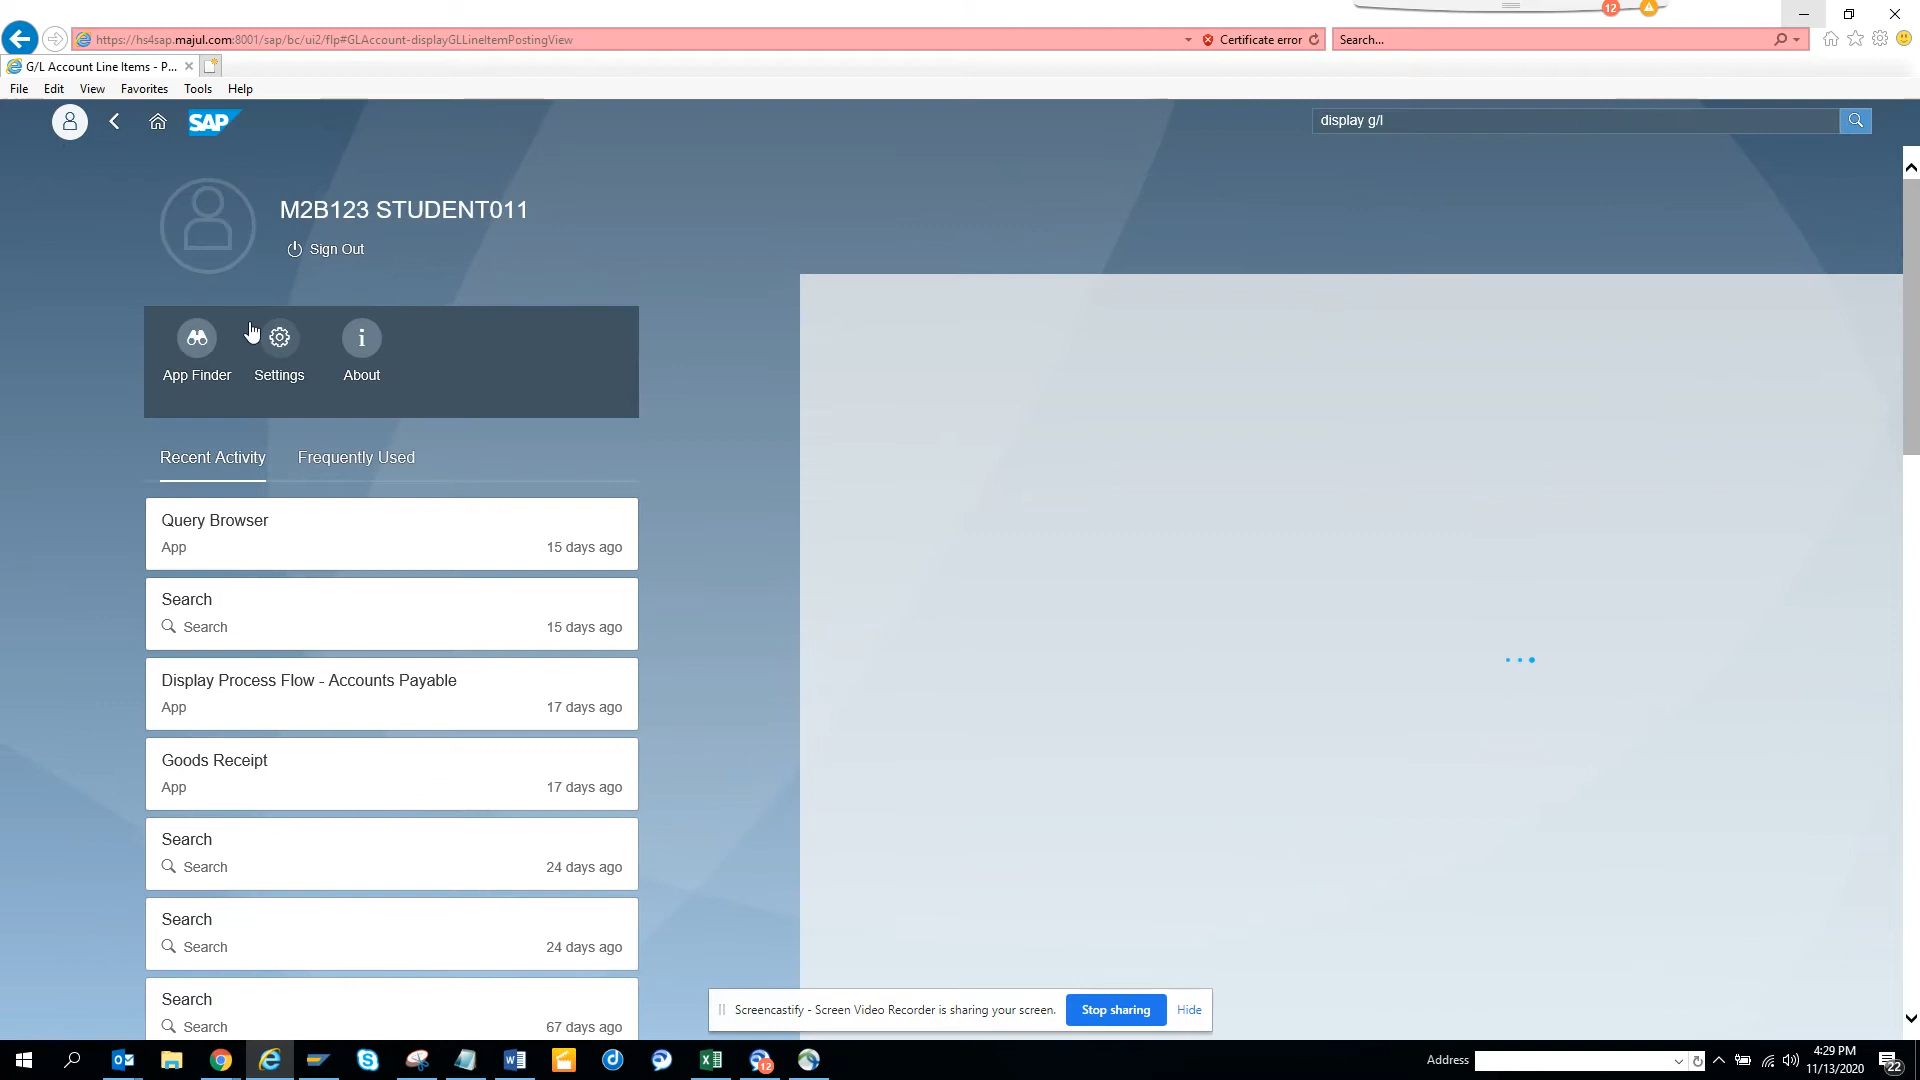 12
https://hs4sap.majul.com:8001/sap/bc/ui2/flp#GLAccount-displayGLLineItemPostingView
Certificate error
Search...
G/L Account Line Items - P...
File Edit View Favorites Tools Help
SAP
display g/l
M2B123 STUDENT011
Sign Out
App Finder Settings About
Recent Activity Frequently Used
Query Browser
App 15 days ago
Search
Search 15 days ago
Display Process Flow - Accounts Payable
App 17 days ago
Goods Receipt
App 17 days ago
Search
Search 24 days ago
Search
Search 24 days ago
Search
Search 67 days ago
Screencastify - Screen Video Recorder is sharing your screen. Stop sharing Hide
12
Address
4:29 PM
11/13/2020
22